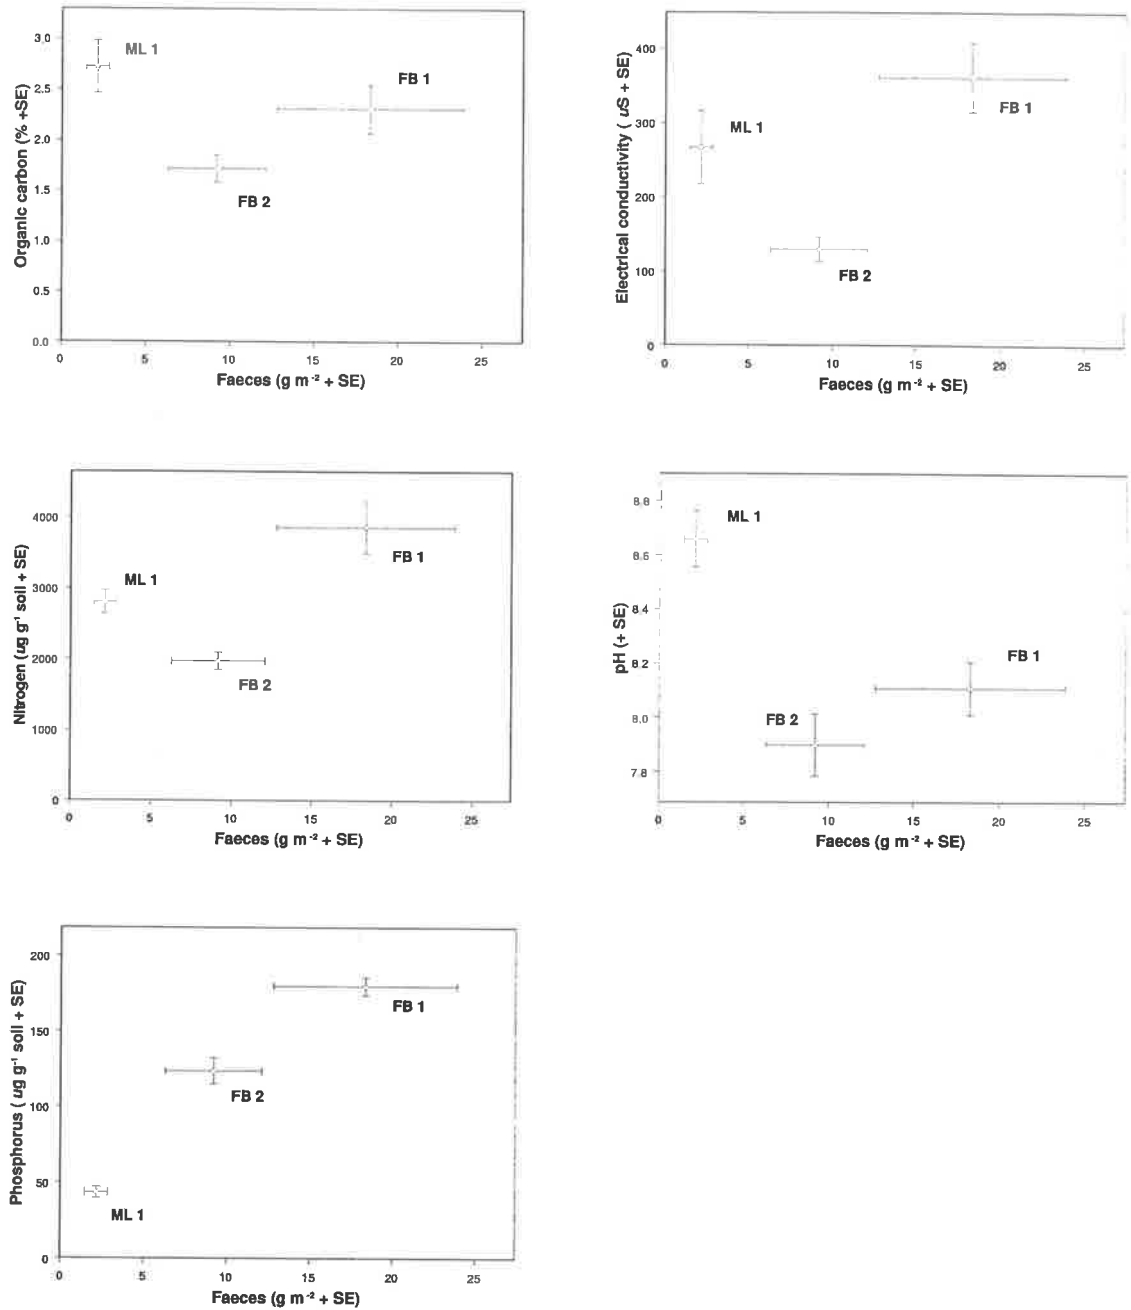 3.0
2.5
2.0
1.5
1.0
0.5
0.0
Organic carbon (% +SE)
ML 1
FB 1
FB 2
0 5 10 15 20 25
Faeces (g m⁻² + SE)
400
300
200
100
0
Electrical conductivity ( uS + SE)
FB 1
ML 1
FB 2
0 5 10 15 20 25
Faeces (g m⁻² + SE)
4000
3000
2000
1000
0
Nitrogen (ug g⁻¹ soil + SE)
FB 1
ML 1
FB 2
0 5 10 15 20 25
Faeces (g m⁻² + SE)
8.8
8.6
8.4
8.2
8.0
7.8
pH (+ SE)
ML 1
FB 1
FB 2
0 5 10 15 20 25
Faeces (g m⁻² + SE)
200
150
100
50
0
Phosphorus ( ug g⁻¹ soil + SE)
FB 1
FB 2
ML 1
0 5 10 15 20 25
Faeces (g m⁻² + SE)